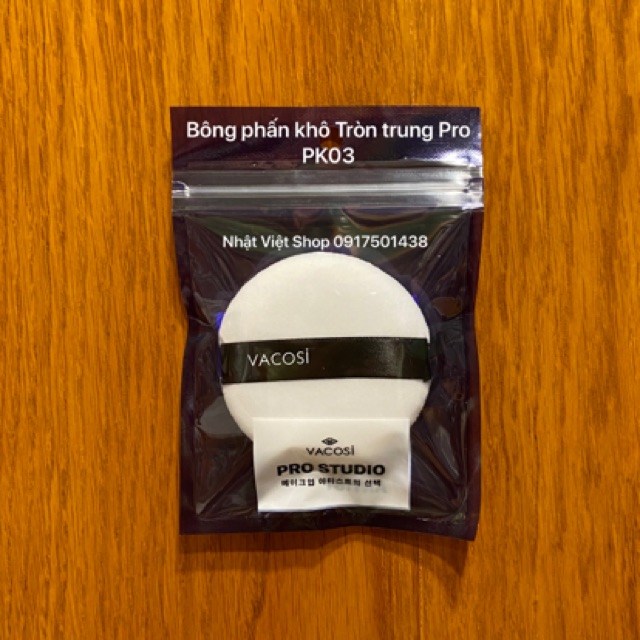 Bông phấn khô Tròn trung Pro
PK03
Nhật Việt Shop 0917501438
VACOSI
VACOSI
PRO STUDIO
메이크업 아티스트의 선택